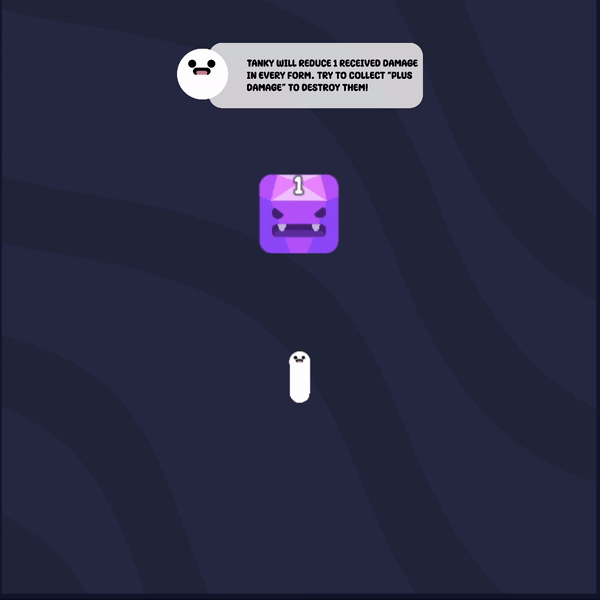 TANKY WILL REDUCE 1 RECEIVED DAMAGE
IN EVERY FORM. TRY TO COLLECT "PLUS
DAMAGE" TO DESTROY THEM!
1